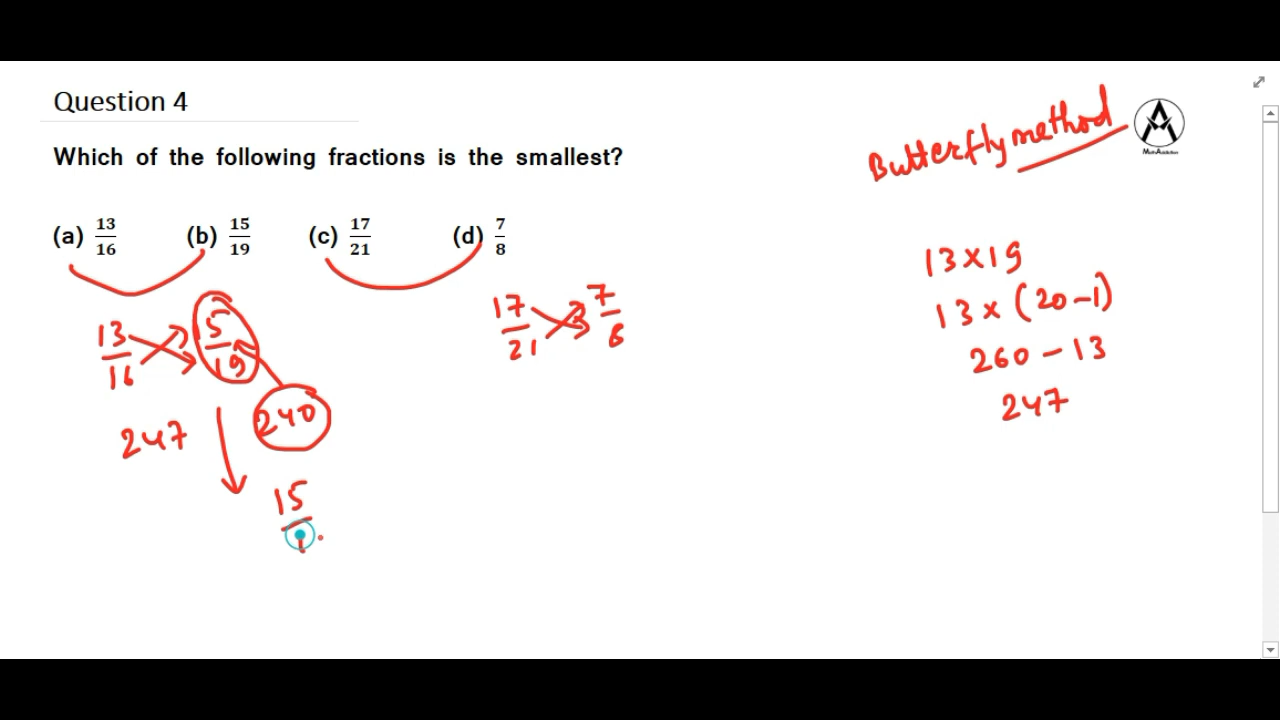 Question 4
Butterfly method
MathAddiction
Which of the following fractions is the smallest?
(a) 13/16 (b) 15/19 (c) 17/21 (d) 7/8
13/16 15/19 17/21 7/8
247 240
15
13×19
13×(20-1)
260-13
247